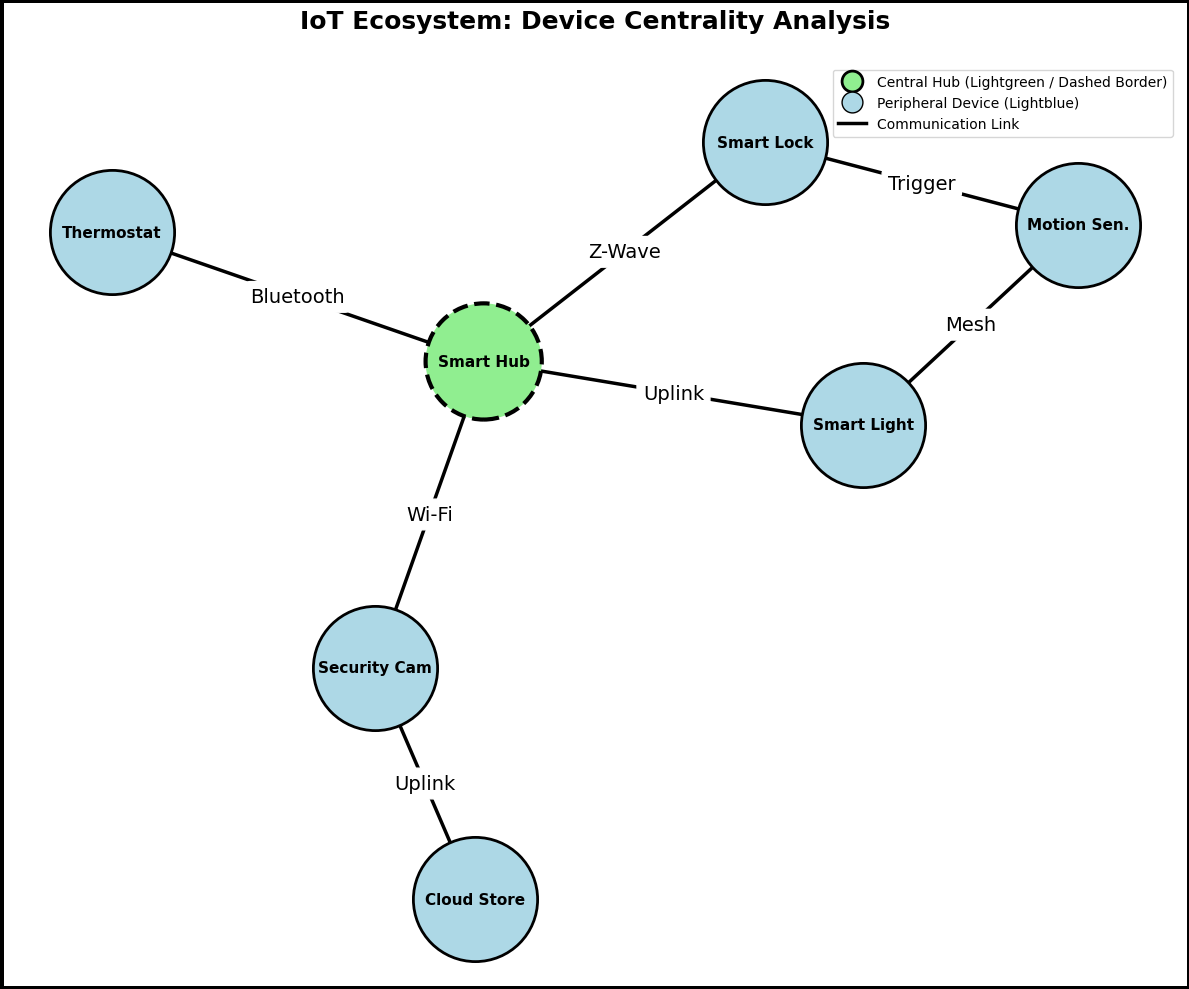 IoT Ecosystem: Device Centrality Analysis
Central Hub (Lightgreen / Dashed Border)
Peripheral Device (Lightblue)
Communication Link
Smart Lock
Trigger
Motion Sen.
Thermostat
Z-Wave
Bluetooth
Mesh
Smart Hub
Uplink
Smart Light
Wi-Fi
Security Cam
Uplink
Cloud Store